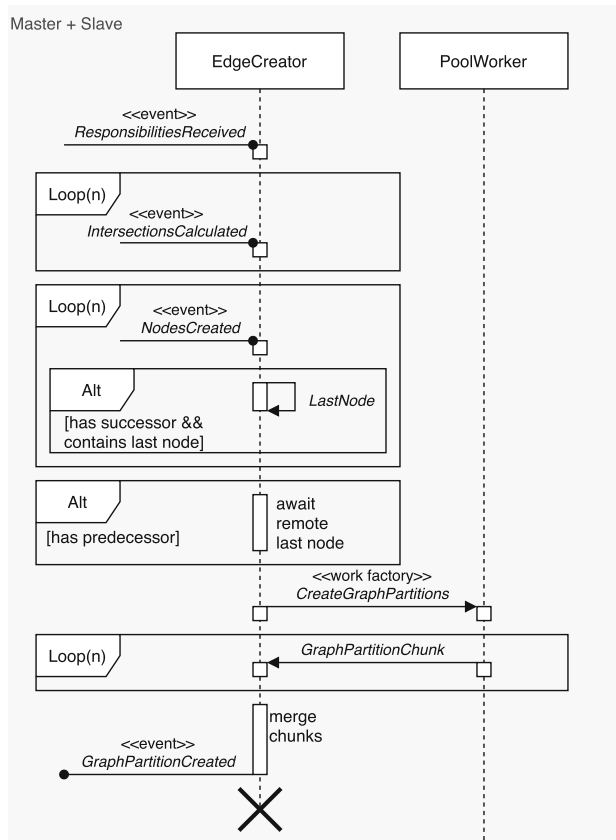 Master + Slave
EdgeCreator
PoolWorker
<<event>>
ResponsibilitiesReceived
Loop(n)
<<event>>
IntersectionsCalculated
Loop(n)
<<event>>
NodesCreated
Alt
LastNode
[has successor &&
contains last node]
Alt
await
remote
last node
[has predecessor]
<<work factory>>
CreateGraphPartitions
Loop(n)
GraphPartitionChunk
merge
chunks
<<event>>
GraphPartitionCreated